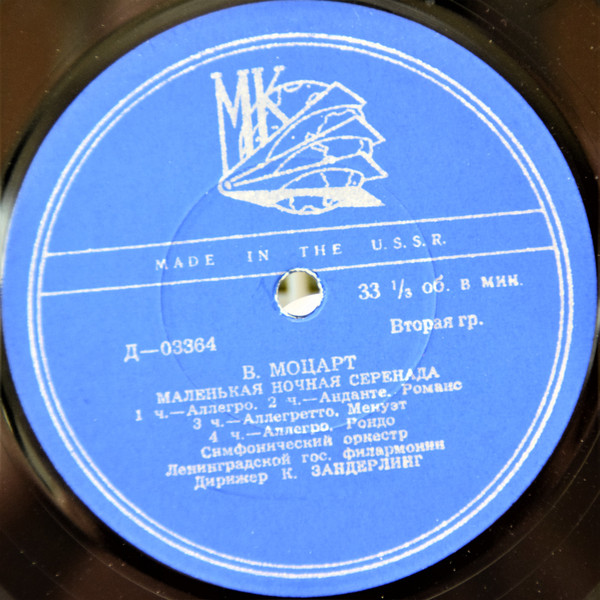 МК
MADE IN THE U.S.S.R.
33 ⅓ об. в мин.
Вторая гр.
Д—03364
В. МОЦАРТ
МАЛЕНЬКАЯ НОЧНАЯ СЕРЕНАДА
1 ч.—Аллегро, 2 ч.—Анданте, Романс
3 ч.—Аллегретто, Менуэт
4 ч.—Аллегро, Рондо
Симфонический оркестр
Ленинградской гос. филармонии
Дирижер К. ЗАНДЕРЛИНГ